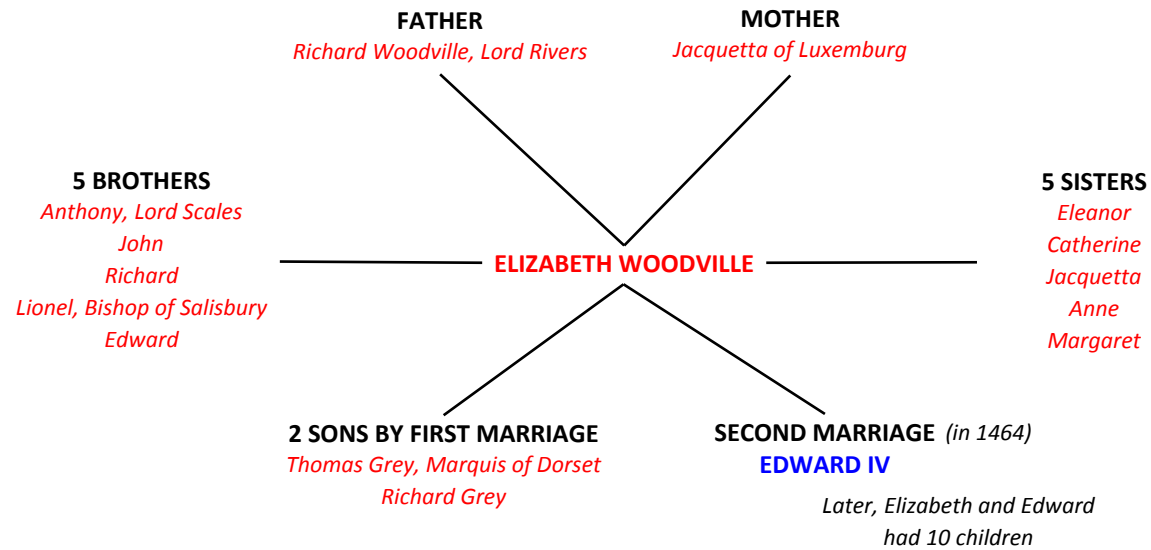 FATHER
Richard Woodville, Lord Rivers
MOTHER
Jacquetta of Luxemburg
5 BROTHERS
Anthony, Lord Scales
John
Richard
Lionel, Bishop of Salisbury
Edward
ELIZABETH WOODVILLE
5 SISTERS
Eleanor
Catherine
Jacquetta
Anne
Margaret
2 SONS BY FIRST MARRIAGE
Thomas Grey, Marquis of Dorset
Richard Grey
SECOND MARRIAGE (in 1464)
EDWARD IV
Later, Elizabeth and Edward
had 10 children